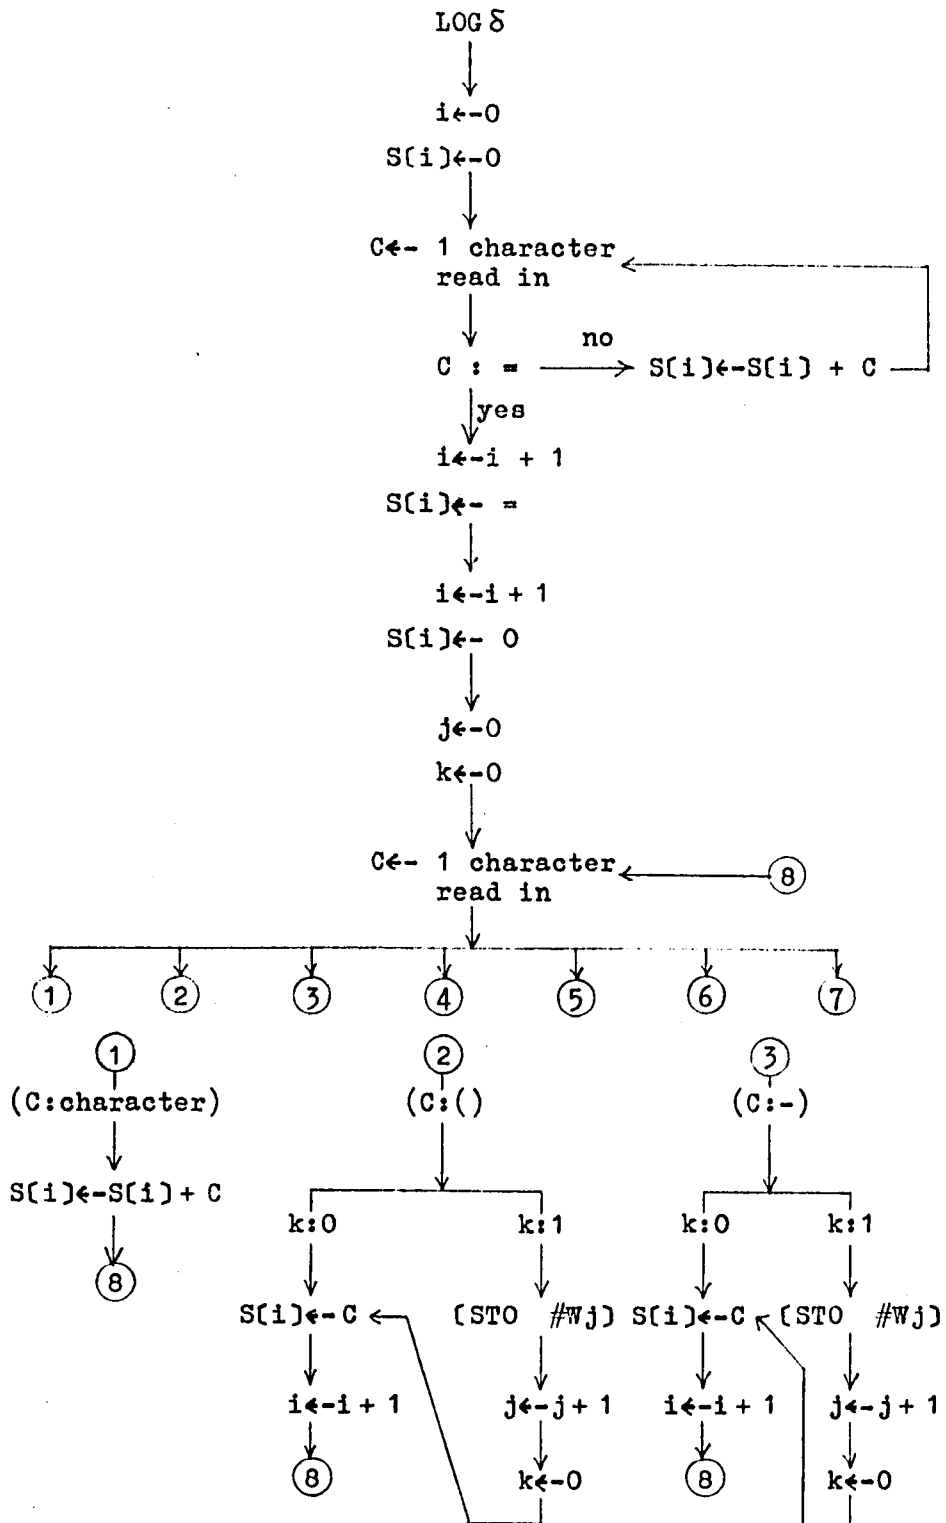 LOG δ
i←0
S(i)←0
C← 1 character
read in
no
C : =
S(i)←S(i) + C
yes
i←i + 1
S(i)← =
i←i + 1
S(i)← 0
j←0
k←0
C← 1 character
read in
8
1 2 3 4 5 6 7
1 2 3
(C:character) (C:() (C:-)
S(i)←S(i) + C
k:0 k:1 k:0 k:1
8
S(i)←C (STO #Wj) S(i)←C (STO #Wj)
i←i + 1 j←j + 1 i←i + 1 j←j + 1
8 k←0 8 k←0